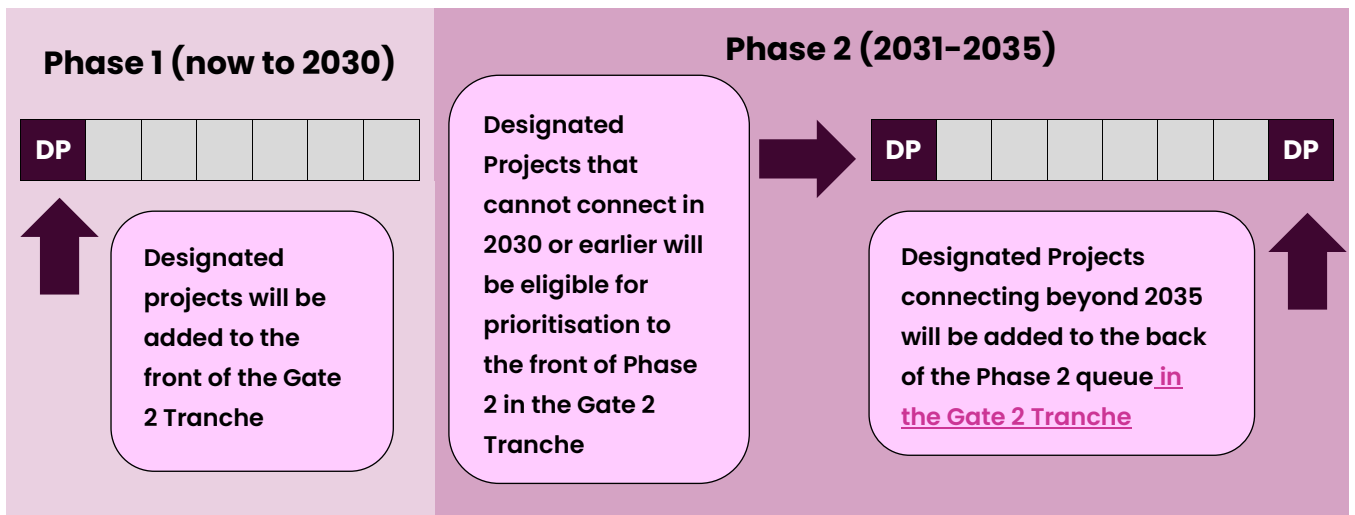 Phase 1 (now to 2030)
DP
Designated
projects will be
added to the
front of the Gate
2 Tranche
Phase 2 (2031-2035)
Designated
Projects that
cannot connect in
2030 or earlier will
be eligible for
prioritisation to
the front of Phase
2 in the Gate 2
Tranche
DP
DP
Designated Projects
connecting beyond 2035
will be added to the back
of the Phase 2 queue in
the Gate 2 Tranche